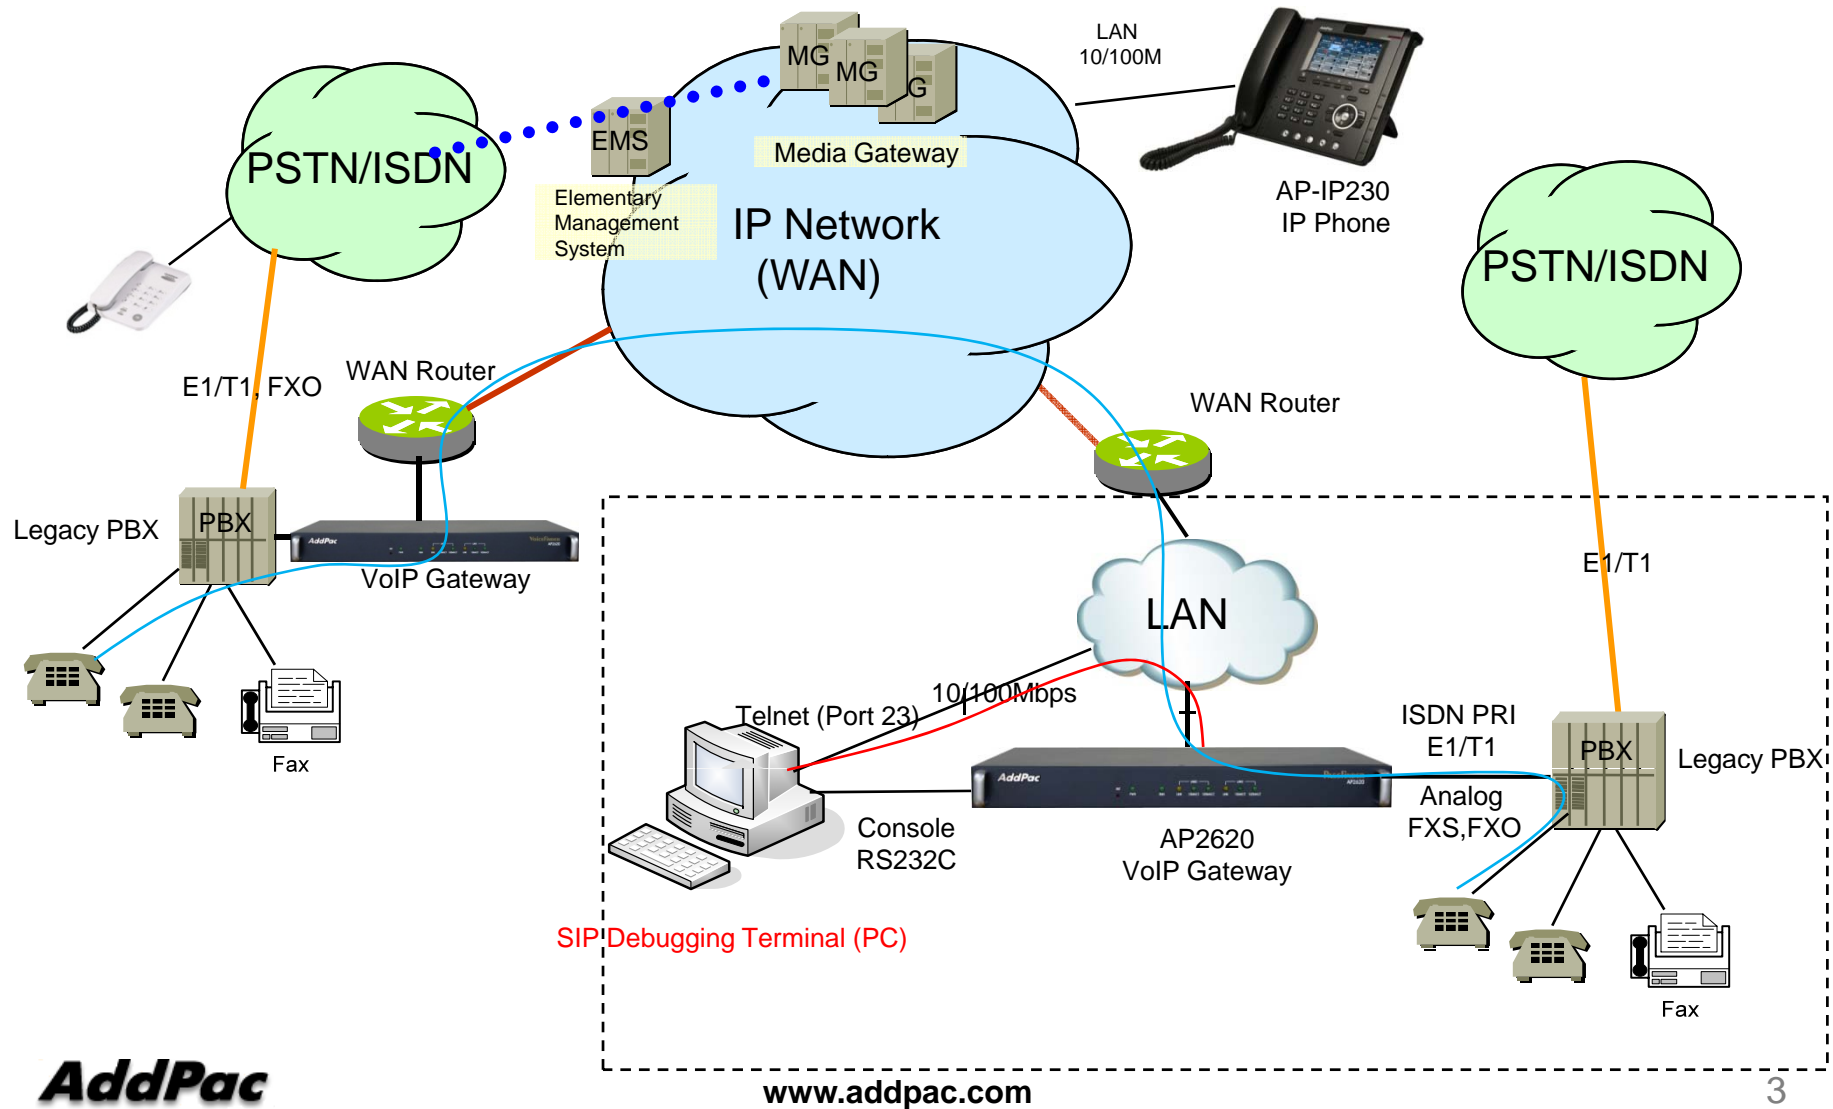 MG
MG
G
LAN
10/100M
EMS
Media Gateway
PSTN/ISDN
Elementary
Management
System
IP Network
(WAN)
AP-IP230
IP Phone
PSTN/ISDN
WAN Router
E1/T1, FXO
WAN Router
Legacy PBX
PBX
AddPac
VoIP Gateway
E1/T1
LAN
Fax
10/100Mbps
Telnet (Port 23)
ISDN PRI
E1/T1
PBX
Legacy PBX
AddPac
AP2620
Analog
FXS,FXO
Console
RS232C
AP2620
VoIP Gateway
SIP Debugging Terminal (PC)
Fax
AddPac
www.addpac.com
3